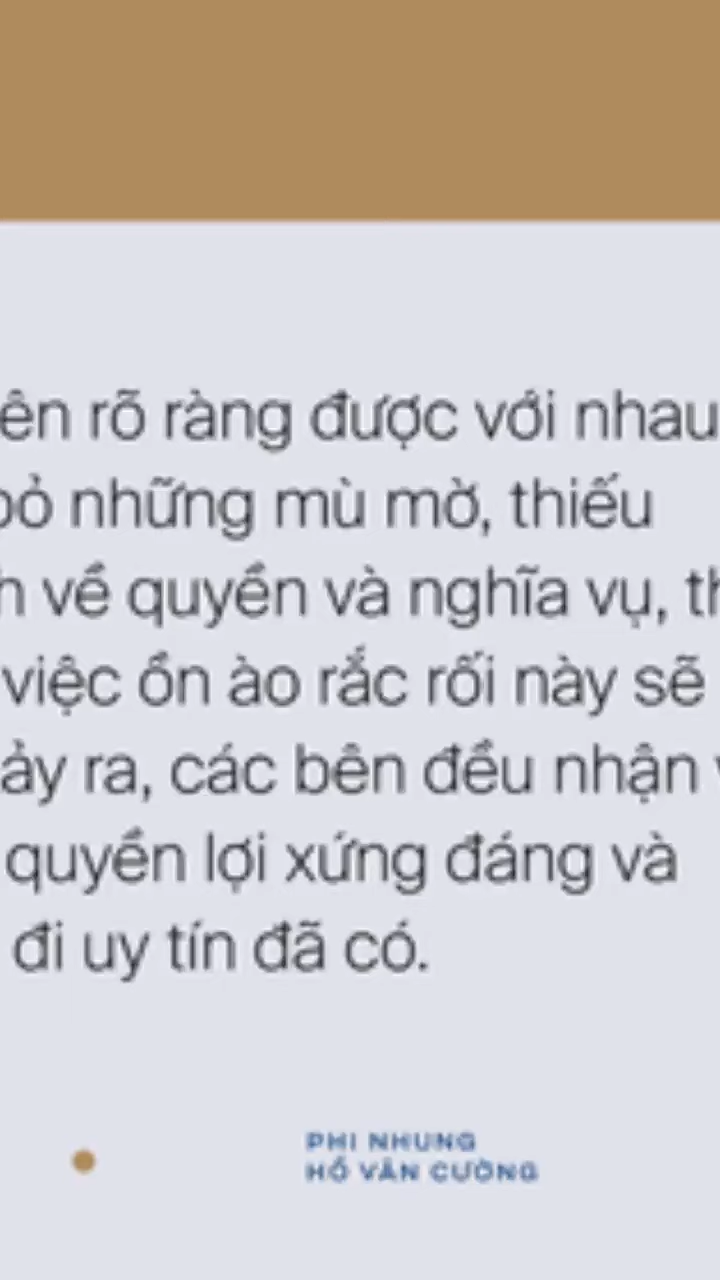 ên rõ ràng được với nhau
bỏ những mù mờ, thiếu
h về quyền và nghĩa vụ, th
việc ồn ào rắc rối này sẽ
ảy ra, các bên đều nhận v
quyền lợi xứng đáng và
đi uy tín đã có.
PHI NHUNG
HỒ VĂN CƯỜNG